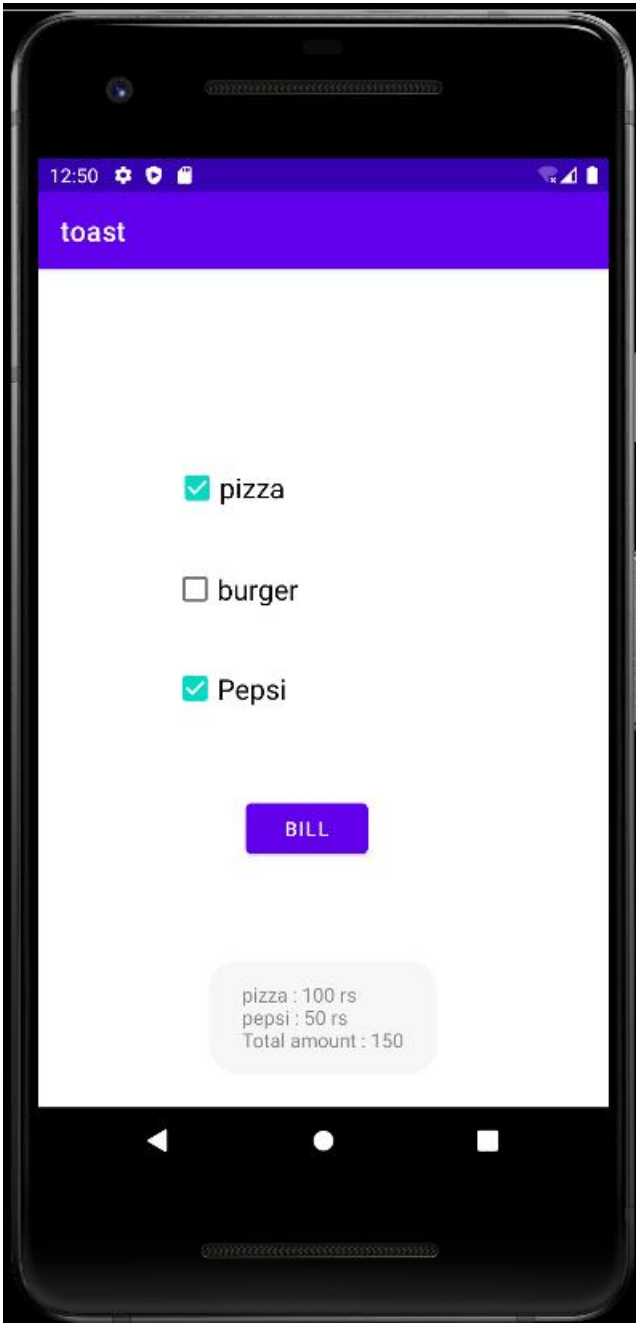 12:50
toast
pizza
burger
Pepsi
BILL
pizza : 100 rs
pepsi : 50 rs
Total amount : 150